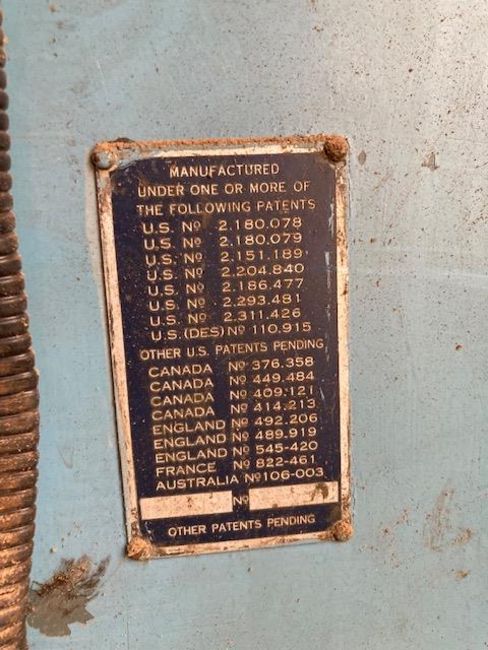 MANUFACTURED
UNDER ONE OR MORE OF
THE FOLLOWING PATENTS
U.S. Nº 2.180.078
U.S. Nº 2.180.079
U.S. Nº 2.151.189
U.S. Nº 2.204.840
U.S. Nº 2.186.477
U.S. Nº 2.293.481
U.S. Nº 2.311.426
U.S. (DES) Nº 110.915
OTHER U.S. PATENTS PENDING
CANADA Nº 376.358
CANADA Nº 449.484
CANADA Nº 409.121
CANADA Nº 414.213
ENGLAND Nº 492.206
ENGLAND Nº 489.919
ENGLAND Nº 545-420
FRANCE Nº 822-461
AUSTRALIA Nº 106-003
Nº
OTHER PATENTS PENDING